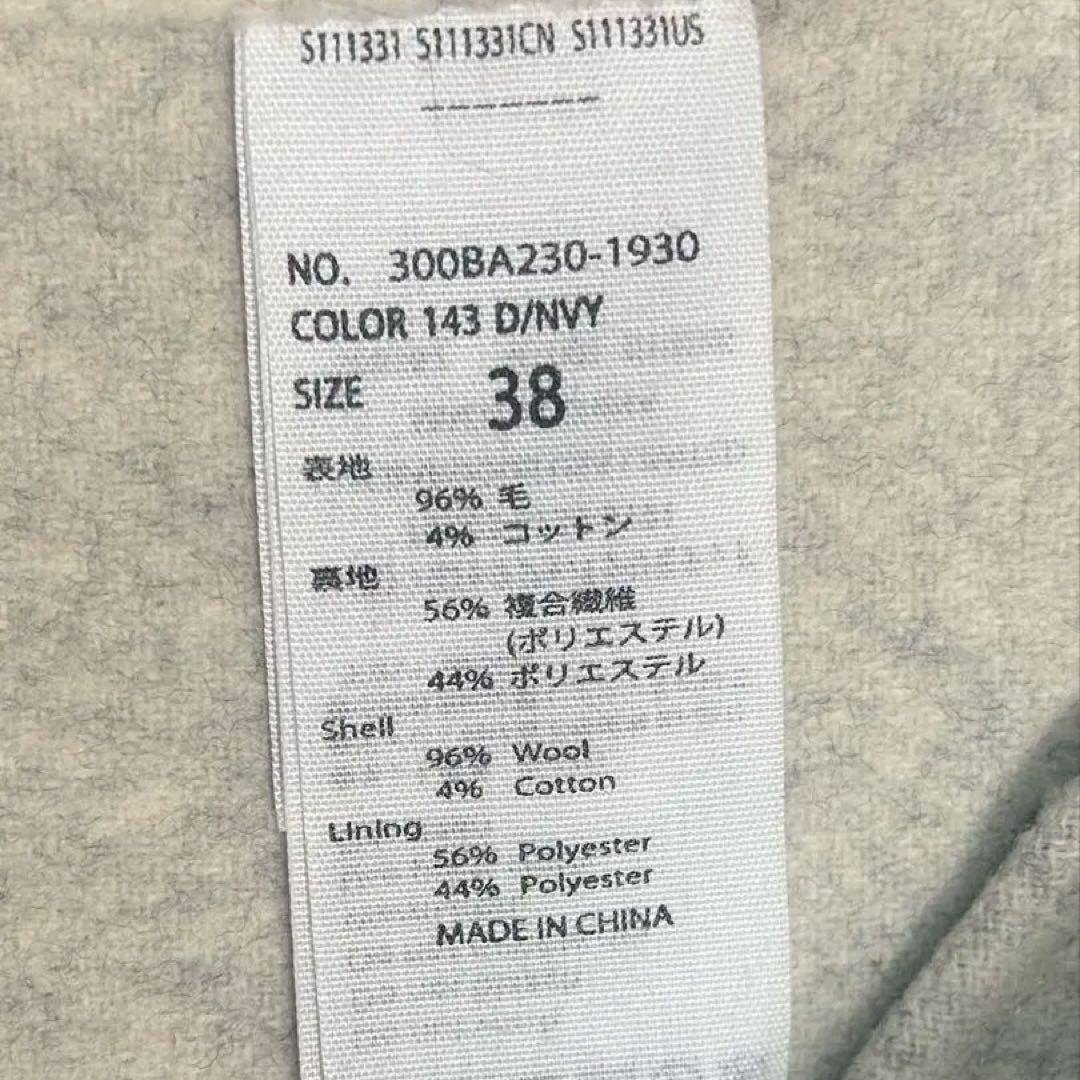 S111331 S111331CN S111331US
-------
NO. 300BA230-1930
COLOR 143 D/NVY
SIZE 38
表地
96% 毛
4% コットン
裏地
56% 複合繊維
(ポリエステル)
44% ポリエステル
Shell
96% Wool
4% Cotton
Lining
56% Polyester
44% Polyester
MADE IN CHINA